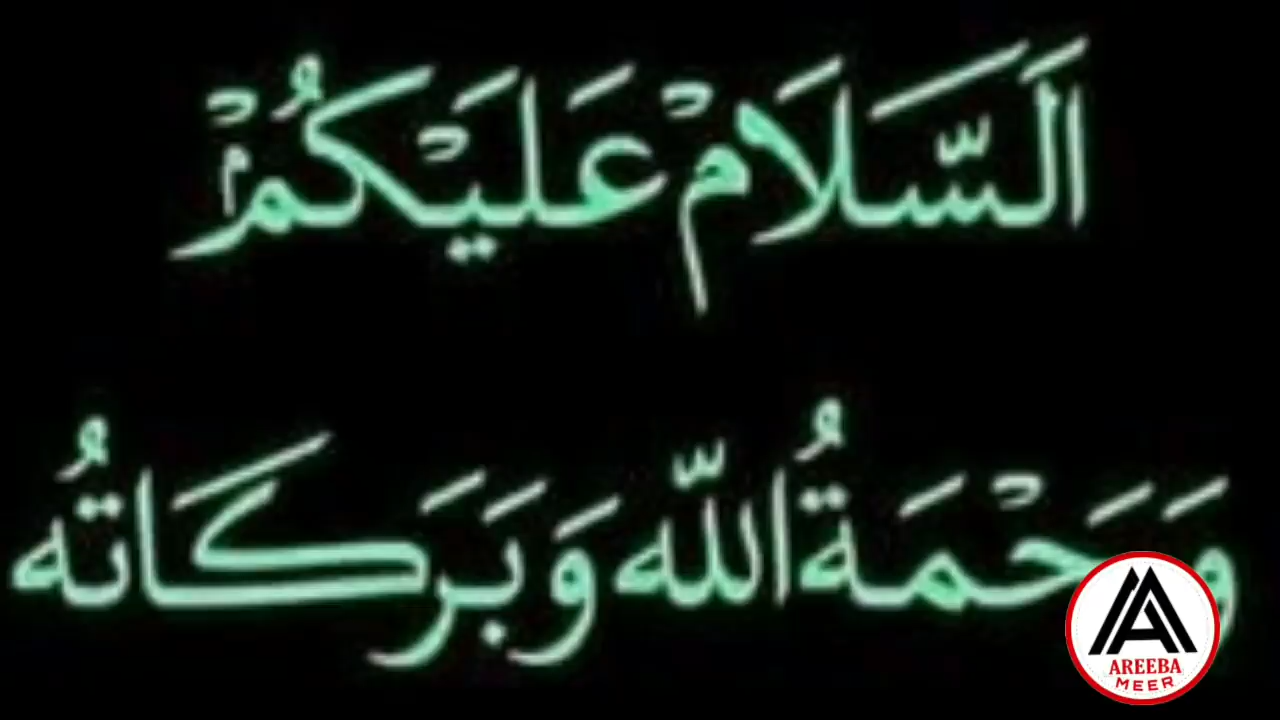 اَلسَّلَامْ عَلَيْكُمْ
وَرَحْمَةُ اللّٰه وَبَرَكَاتُه
AREEBA
MEER